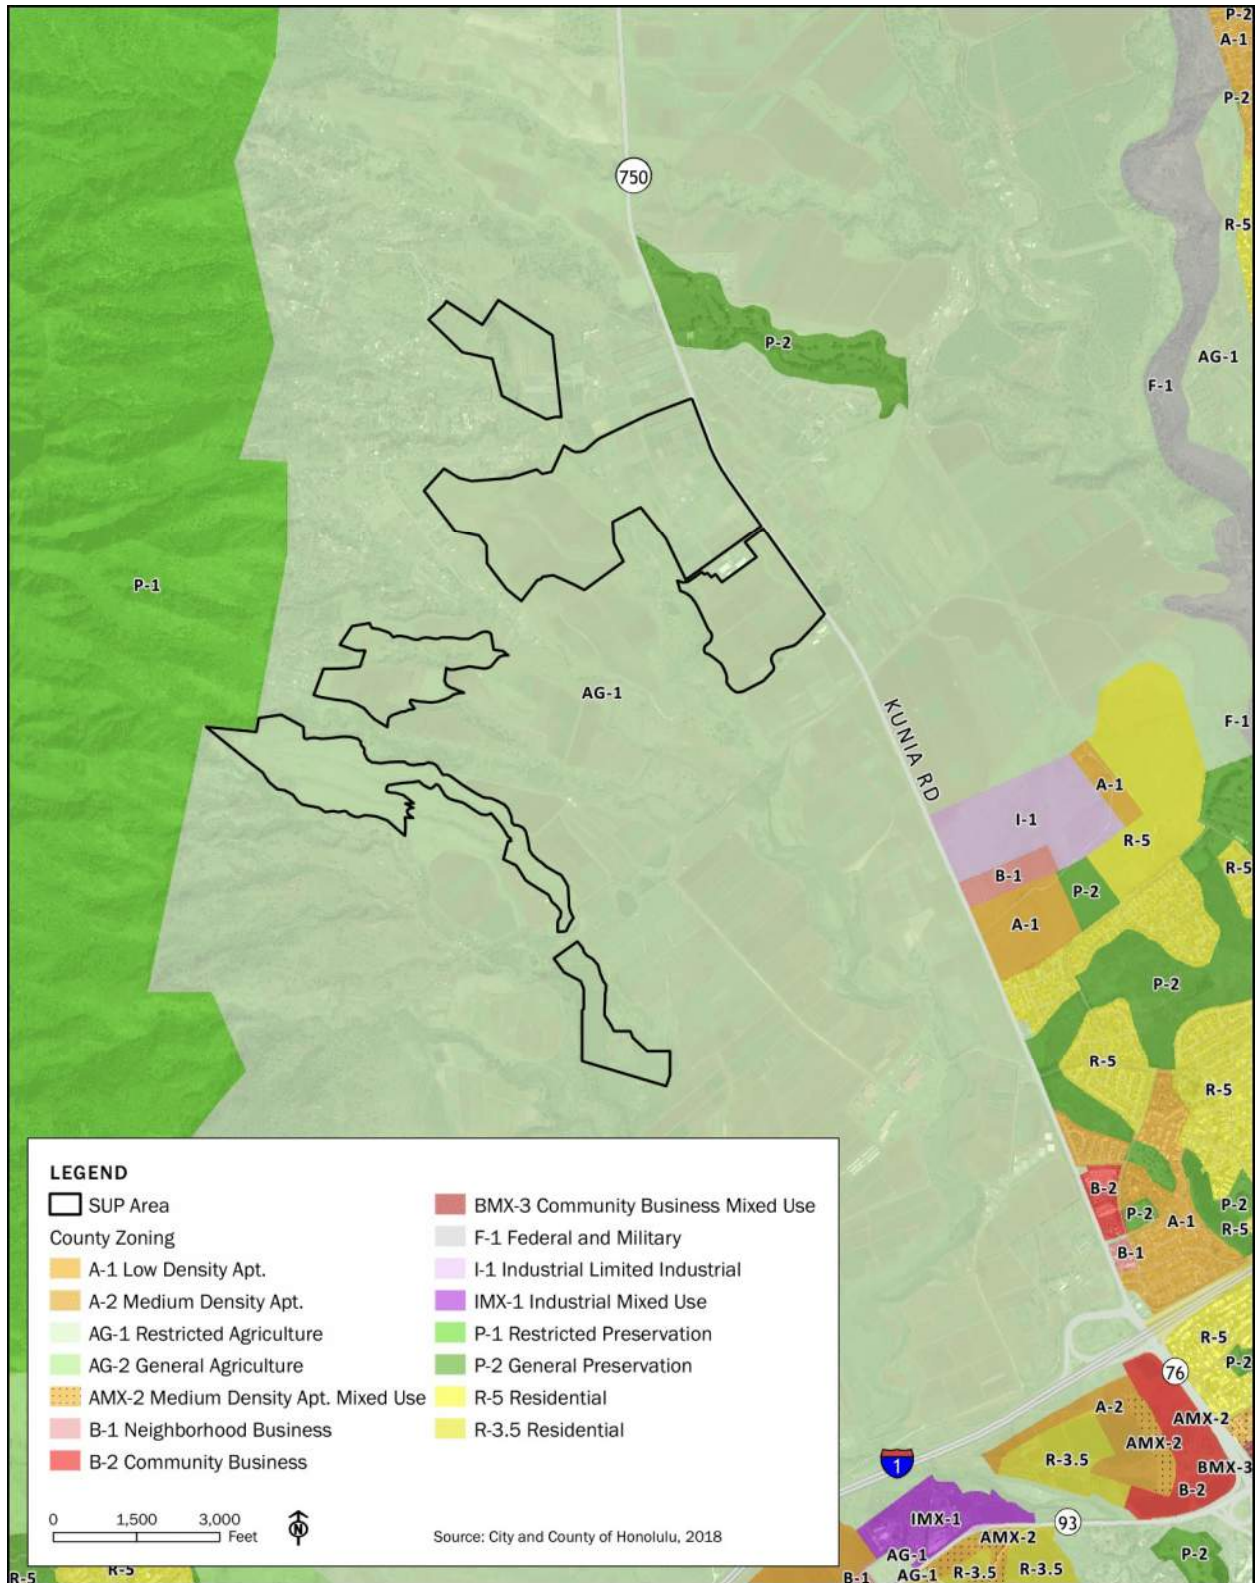 P-2
A-1
P-2
750
R-5
P-2
AG-1
F-1
P-1
AG-1
KUNIA RD
F-1
A-1
I-1
R-5
R-5
B-1
P-2
A-1
P-2
R-5
R-5
B-2
P-2
P-2
A-1
R-5
B-1
R-5
P-2
76
A-2
AMX-2
AMX-2
R-3.5
BMX-3
B-2
1
IMX-1
93
AMX-2
AG-1
P-2
R-5
R-5
B-1
AG-1
R-3.5
R-3.5
LEGEND
SUP Area
County Zoning
A-1 Low Density Apt.
A-2 Medium Density Apt.
AG-1 Restricted Agriculture
AG-2 General Agriculture
AMX-2 Medium Density Apt. Mixed Use
B-1 Neighborhood Business
B-2 Community Business
BMX-3 Community Business Mixed Use
F-1 Federal and Military
I-1 Industrial Limited Industrial
IMX-1 Industrial Mixed Use
P-1 Restricted Preservation
P-2 General Preservation
R-5 Residential
R-3.5 Residential
0 1,500 3,000
Feet
N
Source: City and County of Honolulu, 2018